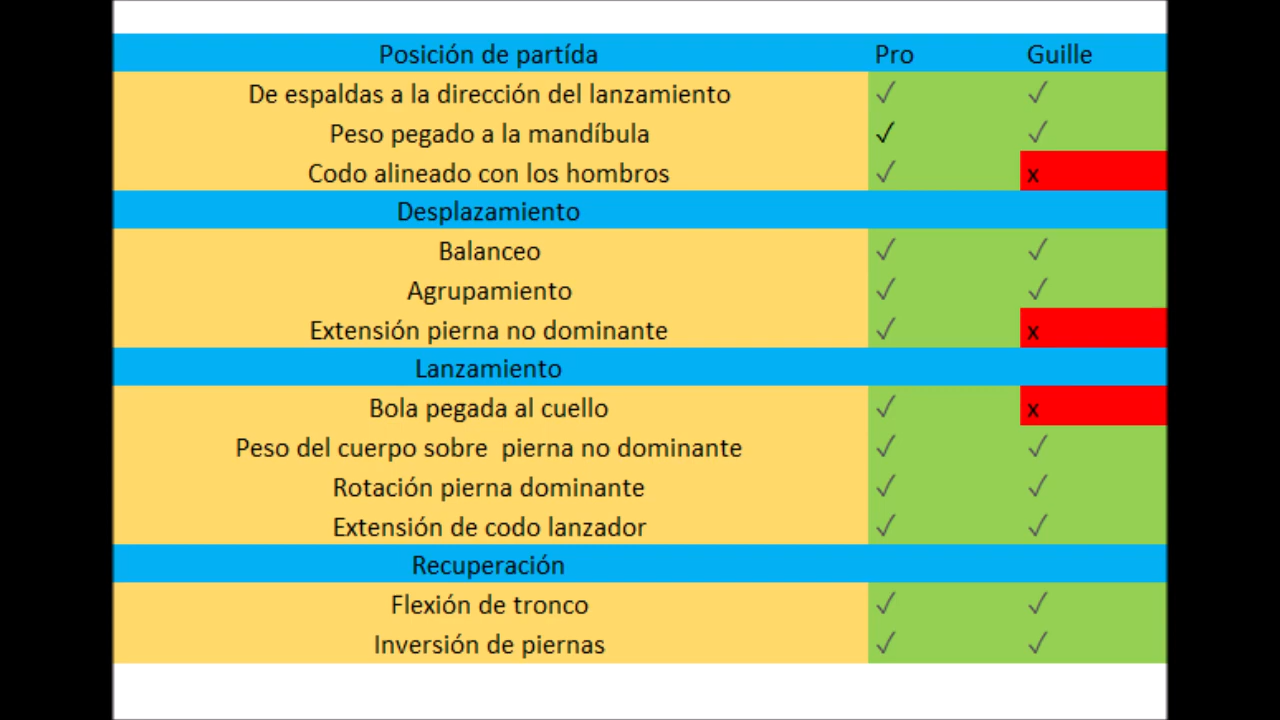 Posición de partída Pro Guille
De espaldas a la dirección del lanzamiento ✓ ✓
Peso pegado a la mandíbula ✓ ✓
Codo alineado con los hombros ✓ x
Desplazamiento
Balanceo ✓ ✓
Agrupamiento ✓ ✓
Extensión pierna no dominante ✓ x
Lanzamiento
Bola pegada al cuello ✓ x
Peso del cuerpo sobre  pierna no dominante ✓ ✓
Rotación pierna dominante ✓ ✓
Extensión de codo lanzador ✓ ✓
Recuperación
Flexión de tronco ✓ ✓
Inversión de piernas ✓ ✓